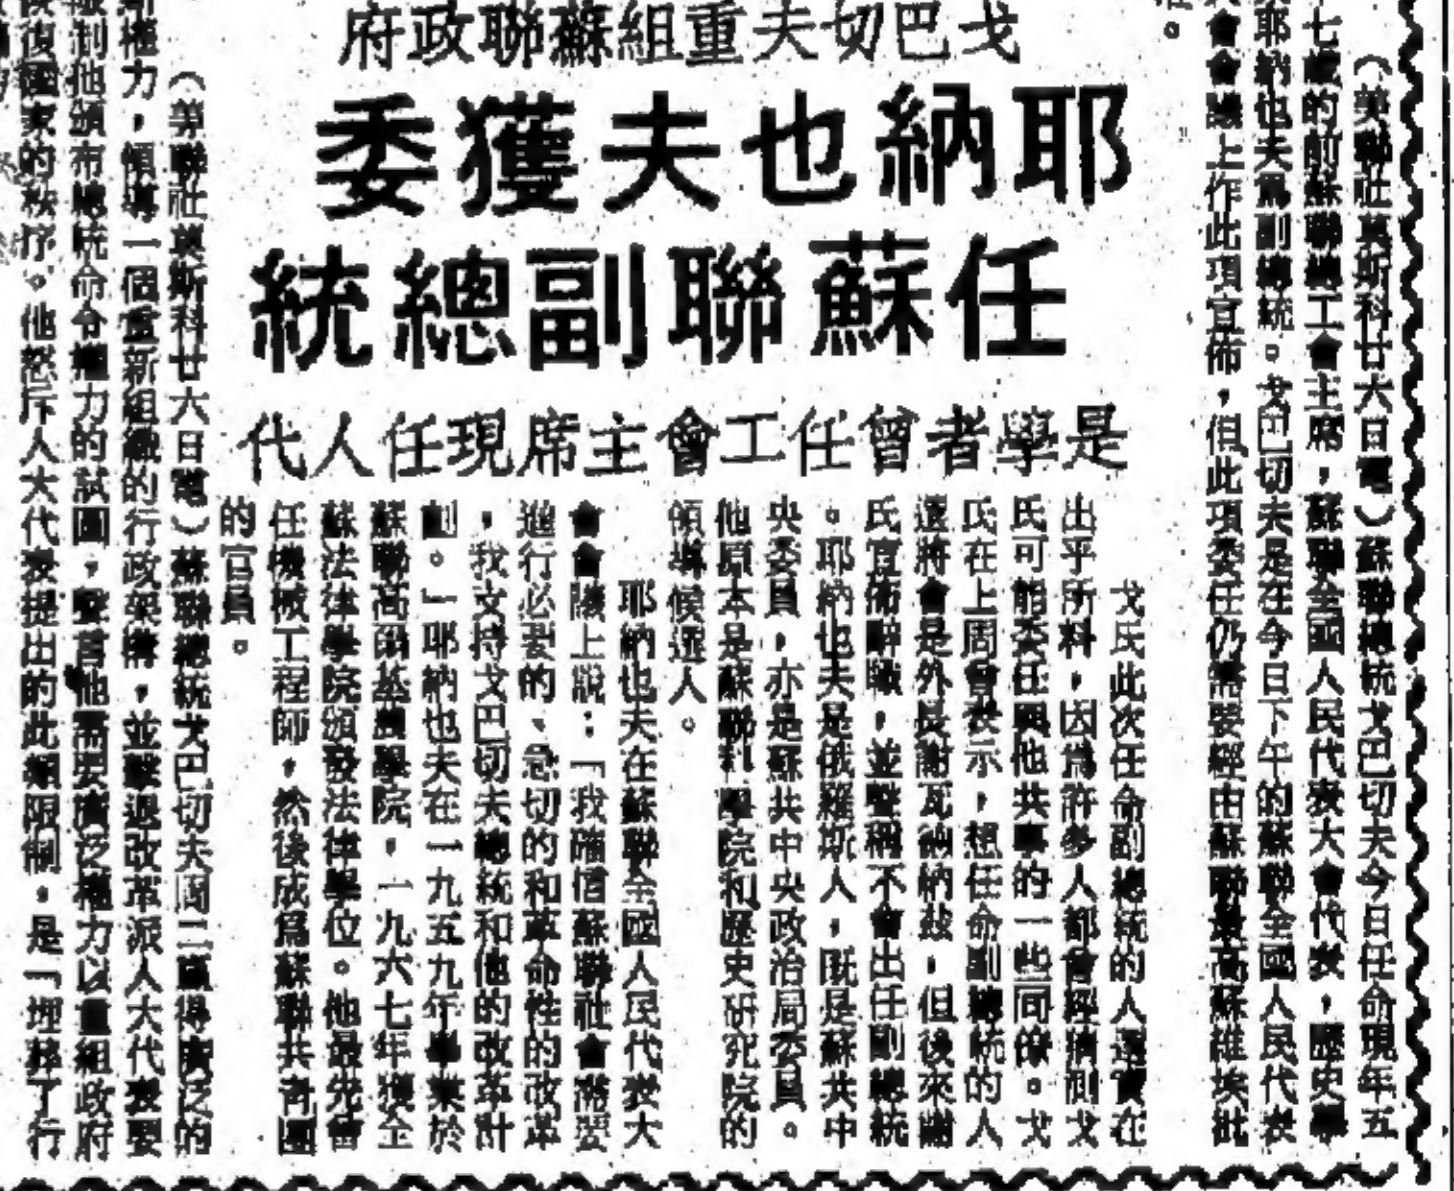 戈巴切夫重組蘇聯政府
耶納也夫獲委
任蘇聯副總統
是學者曾任工會主席現任人代
（美聯社莫斯科廿六日電）蘇聯總統戈巴切夫今日任命現年五
七歲的前蘇聯總工會主席，蘇聯全國人民代表大會代表，歷史學
耶納也夫爲副總統。戈巴切夫是在今日下午的蘇聯全國人民代表
會會議上作此項宣佈，但此項委任仍需要經由蘇聯最高蘇維埃批
。
戈氏此次任命副總統的人選實在
出乎所料，因爲許多人都會經猜測戈
氏可能委任與他共事的一些同僚。戈
氏在上周曾表示，想任命副總統的人
選將會是外長謝瓦納納玆，但後來謝
氏宣佈辭職，並聲稱不會出任副總統
。耶納也夫是俄羅斯人，既是蘇共中
央委員，亦是蘇共中央政治局委員。
他原本是蘇聯科學院和歷史研究院的
領導候選人。
耶納也夫在蘇聯全國人民代表大
會會議上說：「我確信蘇聯社會需要
進行必要的、急切的和革命性的改革
，我支持戈巴切夫總統和他的改革計
劃。」耶納也夫在一九五九年畢業於
蘇聯高爾基農學院，一九六七年獲全
蘇法律學院頒發法律學位。他最先曾
任機械工程師，然後成爲蘇聯共青團
的官員。
（美聯社莫斯科廿六日電）蘇聯總統戈巴切夫周二贏得廣泛的
權力，領導一個重新組織的行政架構，並擊退改革派人大代表要
制他頒布總統命令權力的試圖，聲言他需要廣泛權力以重組政府
復國家的秩序。他怒斥人大代表提出的此類限制，是「埋葬了行